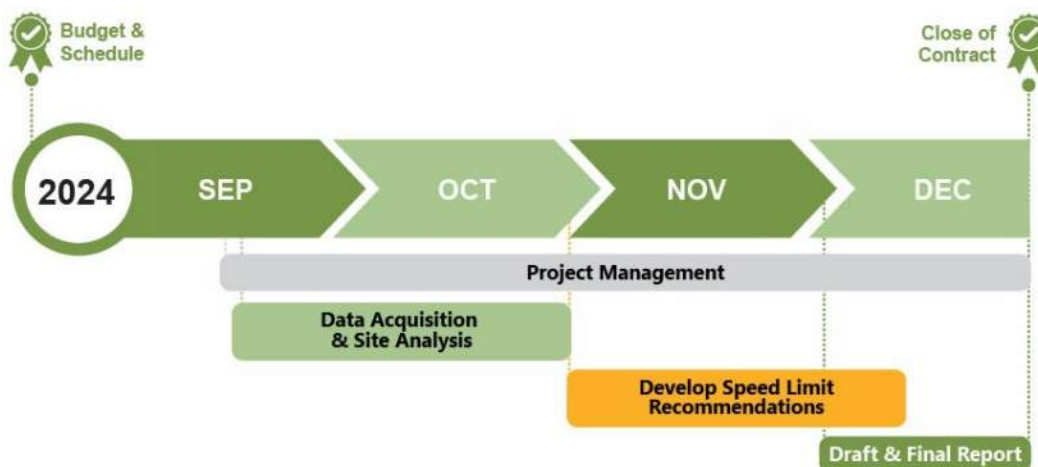 Budget &
Schedule
Close of
Contract
2024
SEP
OCT
NOV
DEC
Project Management
Data Acquisition
& Site Analysis
Develop Speed Limit
Recommendations
Draft & Final Report